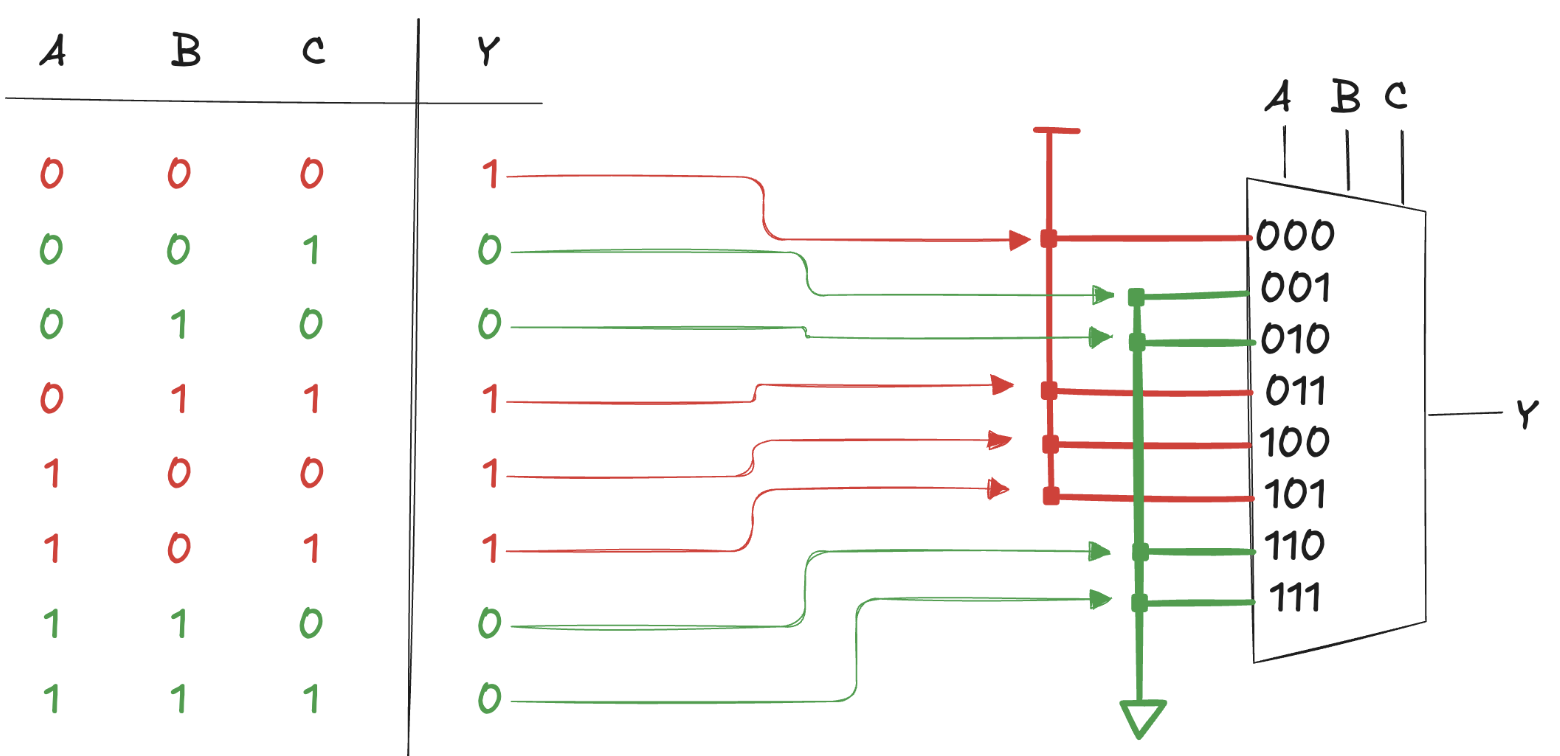 A B C Y
0 0 0 1
0 0 1 0
0 1 0 0
0 1 1 1
1 0 0 1
1 0 1 1
1 1 0 0
1 1 1 0
A B C
000
001
010
011
100
101
110
111
Y